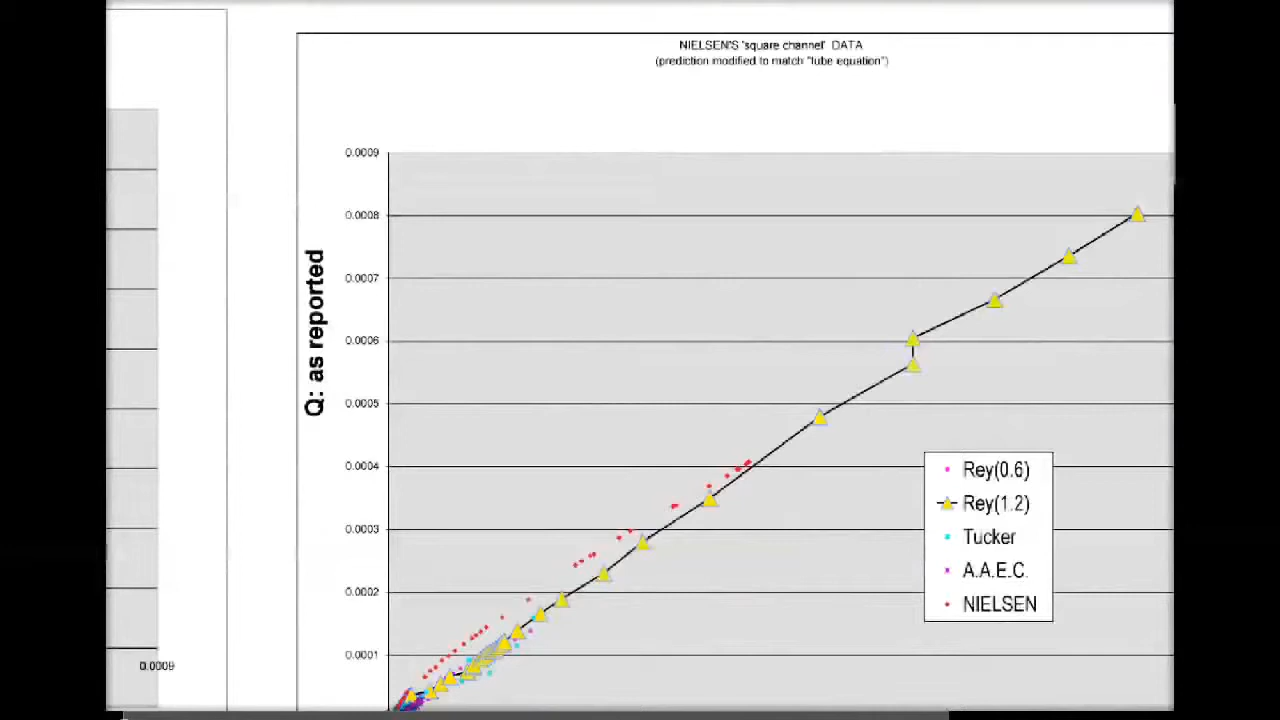 NIELSEN'S 'square channel' DATA
(prediction modified to match "tube equation")
0.0009
0.0008
0.0007
0.0006
0.0005
0.0004
0.0003
0.0002
0.0001
Q: as reported
Rey(0.6)
Rey(1.2)
Tucker
A.A.E.C.
NIELSEN
0.0009